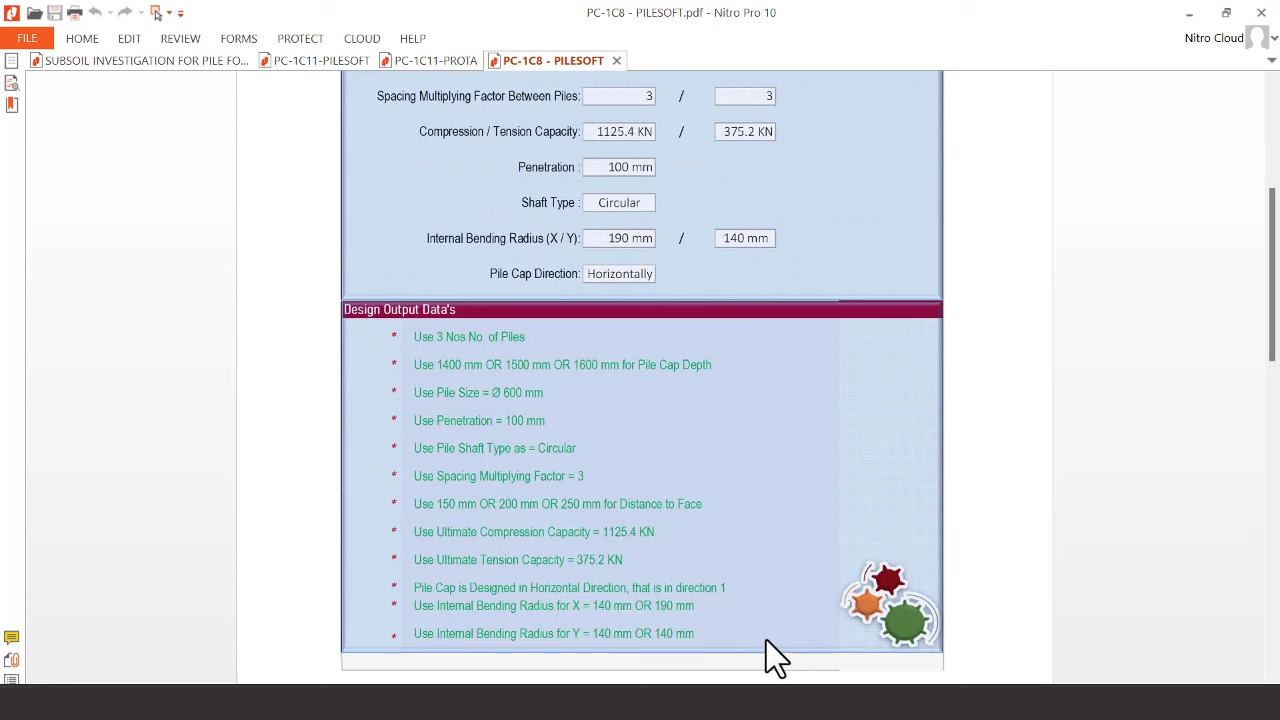 PC-1C8 - PILESOFT.pdf - Nitro Pro 10
FILE HOME EDIT REVIEW FORMS PROTECT CLOUD HELP
Nitro Cloud
SUBSOIL INVESTIGATION FOR PILE FO... PC-1C11-PILESOFT PC-1C11-PROTA PC-1C8 - PILESOFT
Spacing Multiplying Factor Between Piles: 3 / 3
Compression / Tension Capacity: 1125.4 KN / 375.2 KN
Penetration : 100 mm
Shaft Type : Circular
Internal Bending Radius (X / Y): 190 mm / 140 mm
Pile Cap Direction: Horizontally
Design Output Data's
* Use 3 Nos No. of Piles
* Use 1400 mm OR 1500 mm OR 1600 mm for Pile Cap Depth
* Use Pile Size = Ø 600 mm
* Use Penetration = 100 mm
* Use Pile Shaft Type as = Circular
* Use Spacing Multiplying Factor = 3
* Use 150 mm OR 200 mm OR 250 mm for Distance to Face
* Use Ultimate Compression Capacity = 1125.4 KN
* Use Ultimate Tension Capacity = 375.2 KN
* Pile Cap is Designed in Horizontal Direction, that is in direction 1
* Use Internal Bending Radius for X = 140 mm OR 190 mm
* Use Internal Bending Radius for Y = 140 mm OR 140 mm